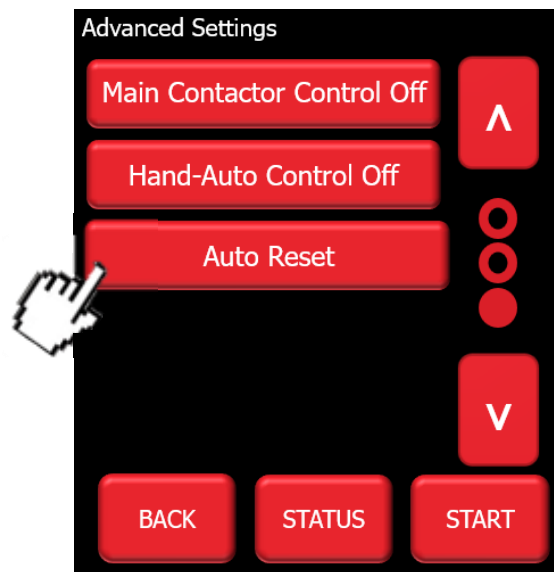 Advanced Settings
Main Contactor Control Off
Hand-Auto Control Off
Auto Reset
BACK
STATUS
START